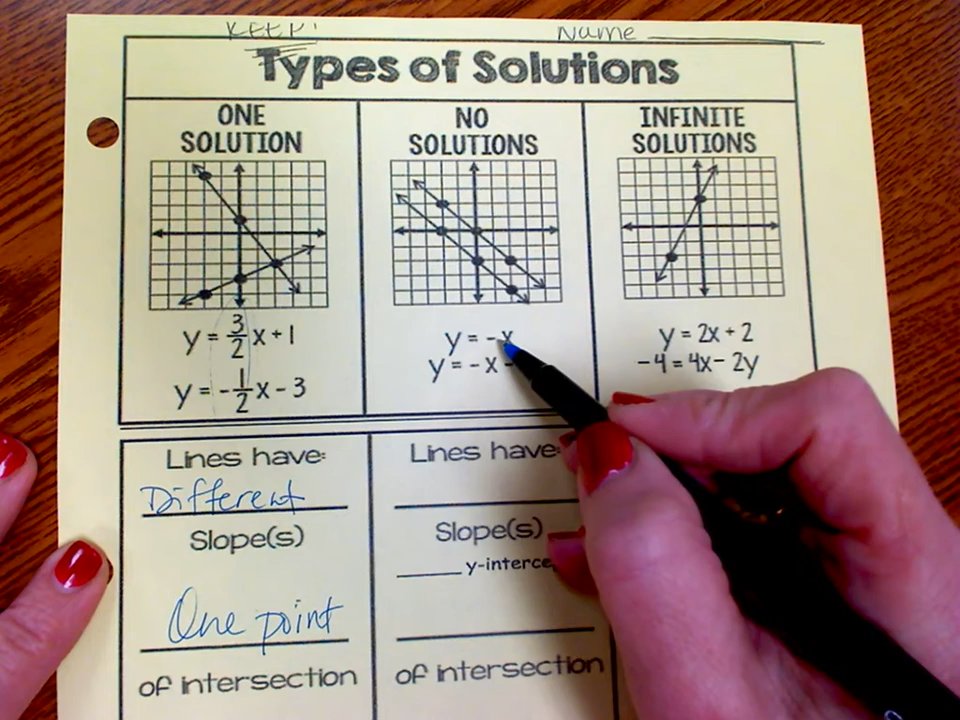 KEEP!
Name
Types of Solutions
ONE SOLUTION
NO SOLUTIONS
INFINITE SOLUTIONS
y = 3/2 x + 1
y = -1/2 x - 3
y = -x
y = -x -
y = 2x + 2
-4 = 4x - 2y
Lines have:
Different
Slope(s)
One point
of intersection
Lines have:
Slope(s)
y-interce
of intersection